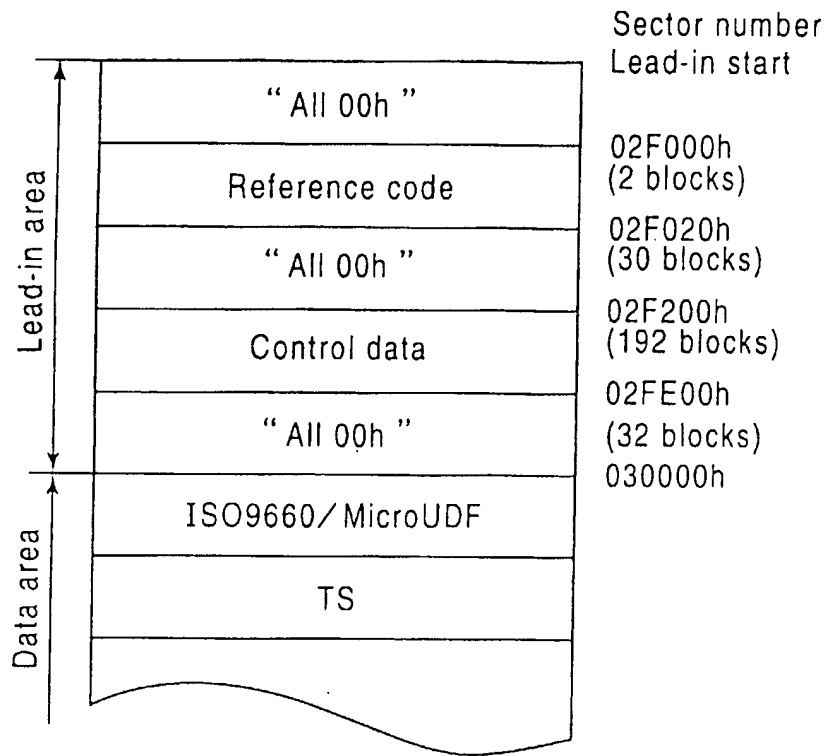 Sector number
Lead-in start
“ All 00h ”
02F000h
(2 blocks)
Reference code
02F020h
(30 blocks)
“ All 00h ”
02F200h
(192 blocks)
Control data
02FE00h
(32 blocks)
“ All 00h ”
030000h
Lead-in area
ISO9660/MicroUDF
TS
Data area